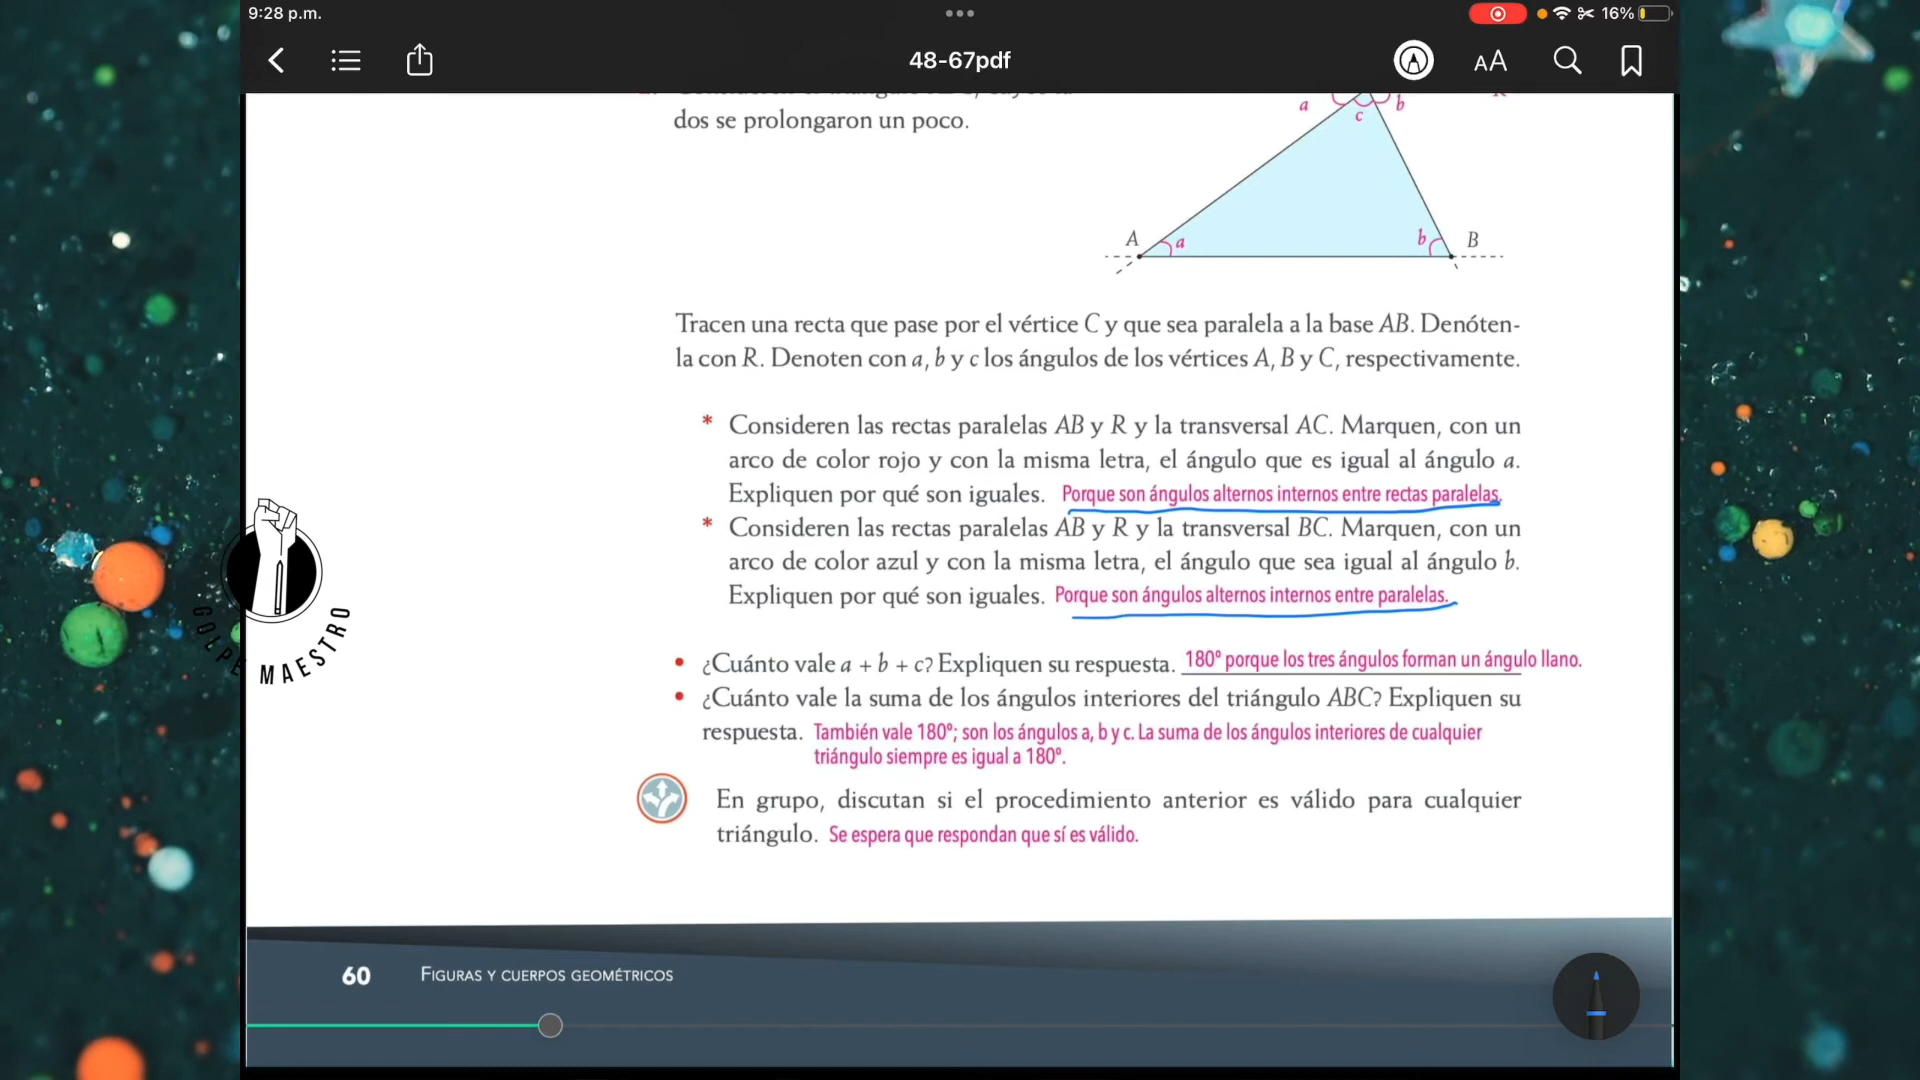 9:28 p.m.
16%
48-67pdf
AA
dos se prolongaron un poco.
a
c
b
A
a
b
B
Tracen una recta que pase por el vértice C y que sea paralela a la base AB. Denóten-
la con R. Denoten con a, b y c los ángulos de los vértices A, B y C, respectivamente.
* Consideren las rectas paralelas AB y R y la transversal AC. Marquen, con un
arco de color rojo y con la misma letra, el ángulo que es igual al ángulo a.
Expliquen por qué son iguales. Porque son ángulos alternos internos entre rectas paralelas.
* Consideren las rectas paralelas AB y R y la transversal BC. Marquen, con un
arco de color azul y con la misma letra, el ángulo que sea igual al ángulo b.
Expliquen por qué son iguales. Porque son ángulos alternos internos entre paralelas.
• ¿Cuánto vale a + b + c? Expliquen su respuesta. 180º porque los tres ángulos forman un ángulo llano.
• ¿Cuánto vale la suma de los ángulos interiores del triángulo ABC? Expliquen su
respuesta. También vale 180º; son los ángulos a, b y c. La suma de los ángulos interiores de cualquier
triángulo siempre es igual a 180º.
En grupo, discutan si el procedimiento anterior es válido para cualquier
triángulo. Se espera que respondan que sí es válido.
60 FIGURAS Y CUERPOS GEOMÉTRICOS
GOLPE MAESTRO